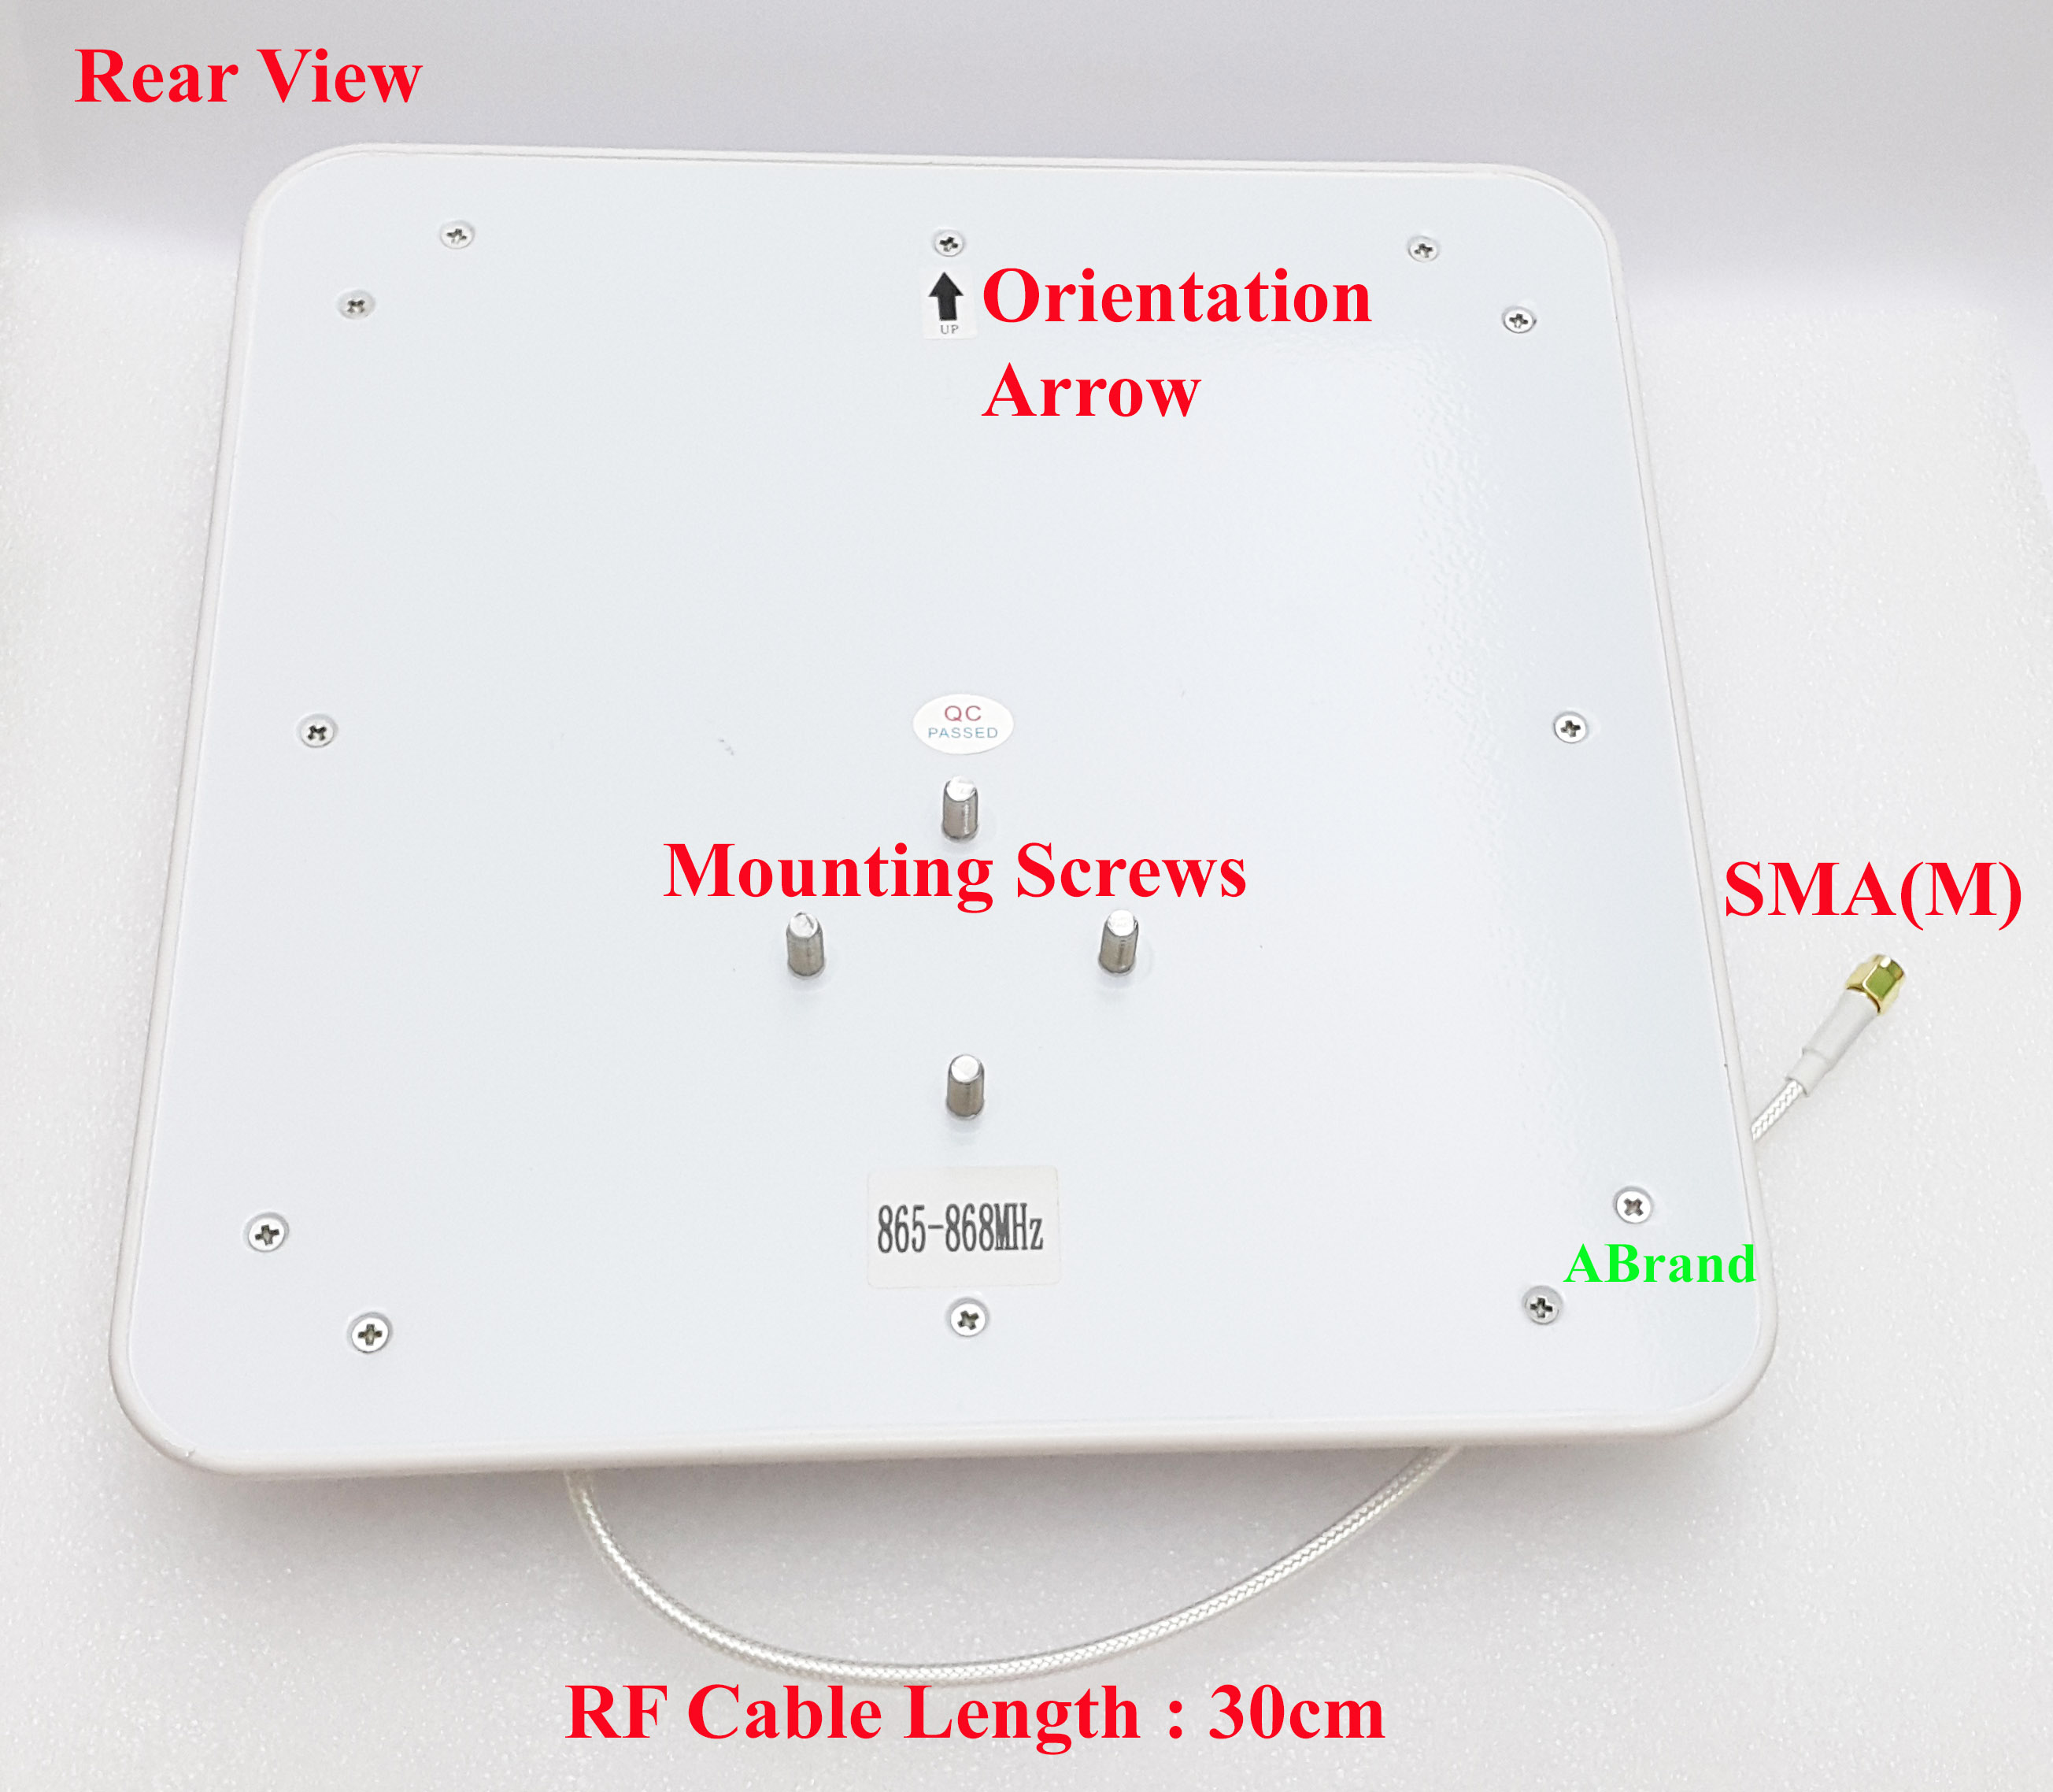 Rear View
UP
Orientation
Arrow
QC
PASSED
Mounting Screws
SMA(M)
865-868MHz
ABrand
RF Cable Length : 30cm